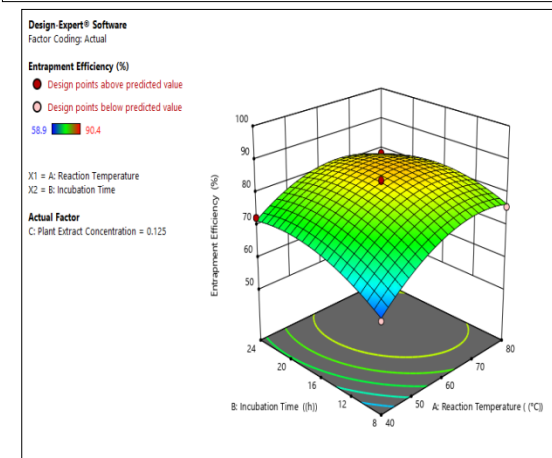 Design-Expert® Software
Factor Coding: Actual
Entrapment Efficiency (%)
Design points above predicted value
Design points below predicted value
58.9 90.4
X1 = A: Reaction Temperature
X2 = B: Incubation Time
Actual Factor
C: Plant Extract Concentration = 0.125
Entrapment Efficiency (%)
100
90
80
70
60
50
24
20
16
12
8
40
50
60
70
80
B: Incubation Time ((h))
A: Reaction Temperature ( (°C))